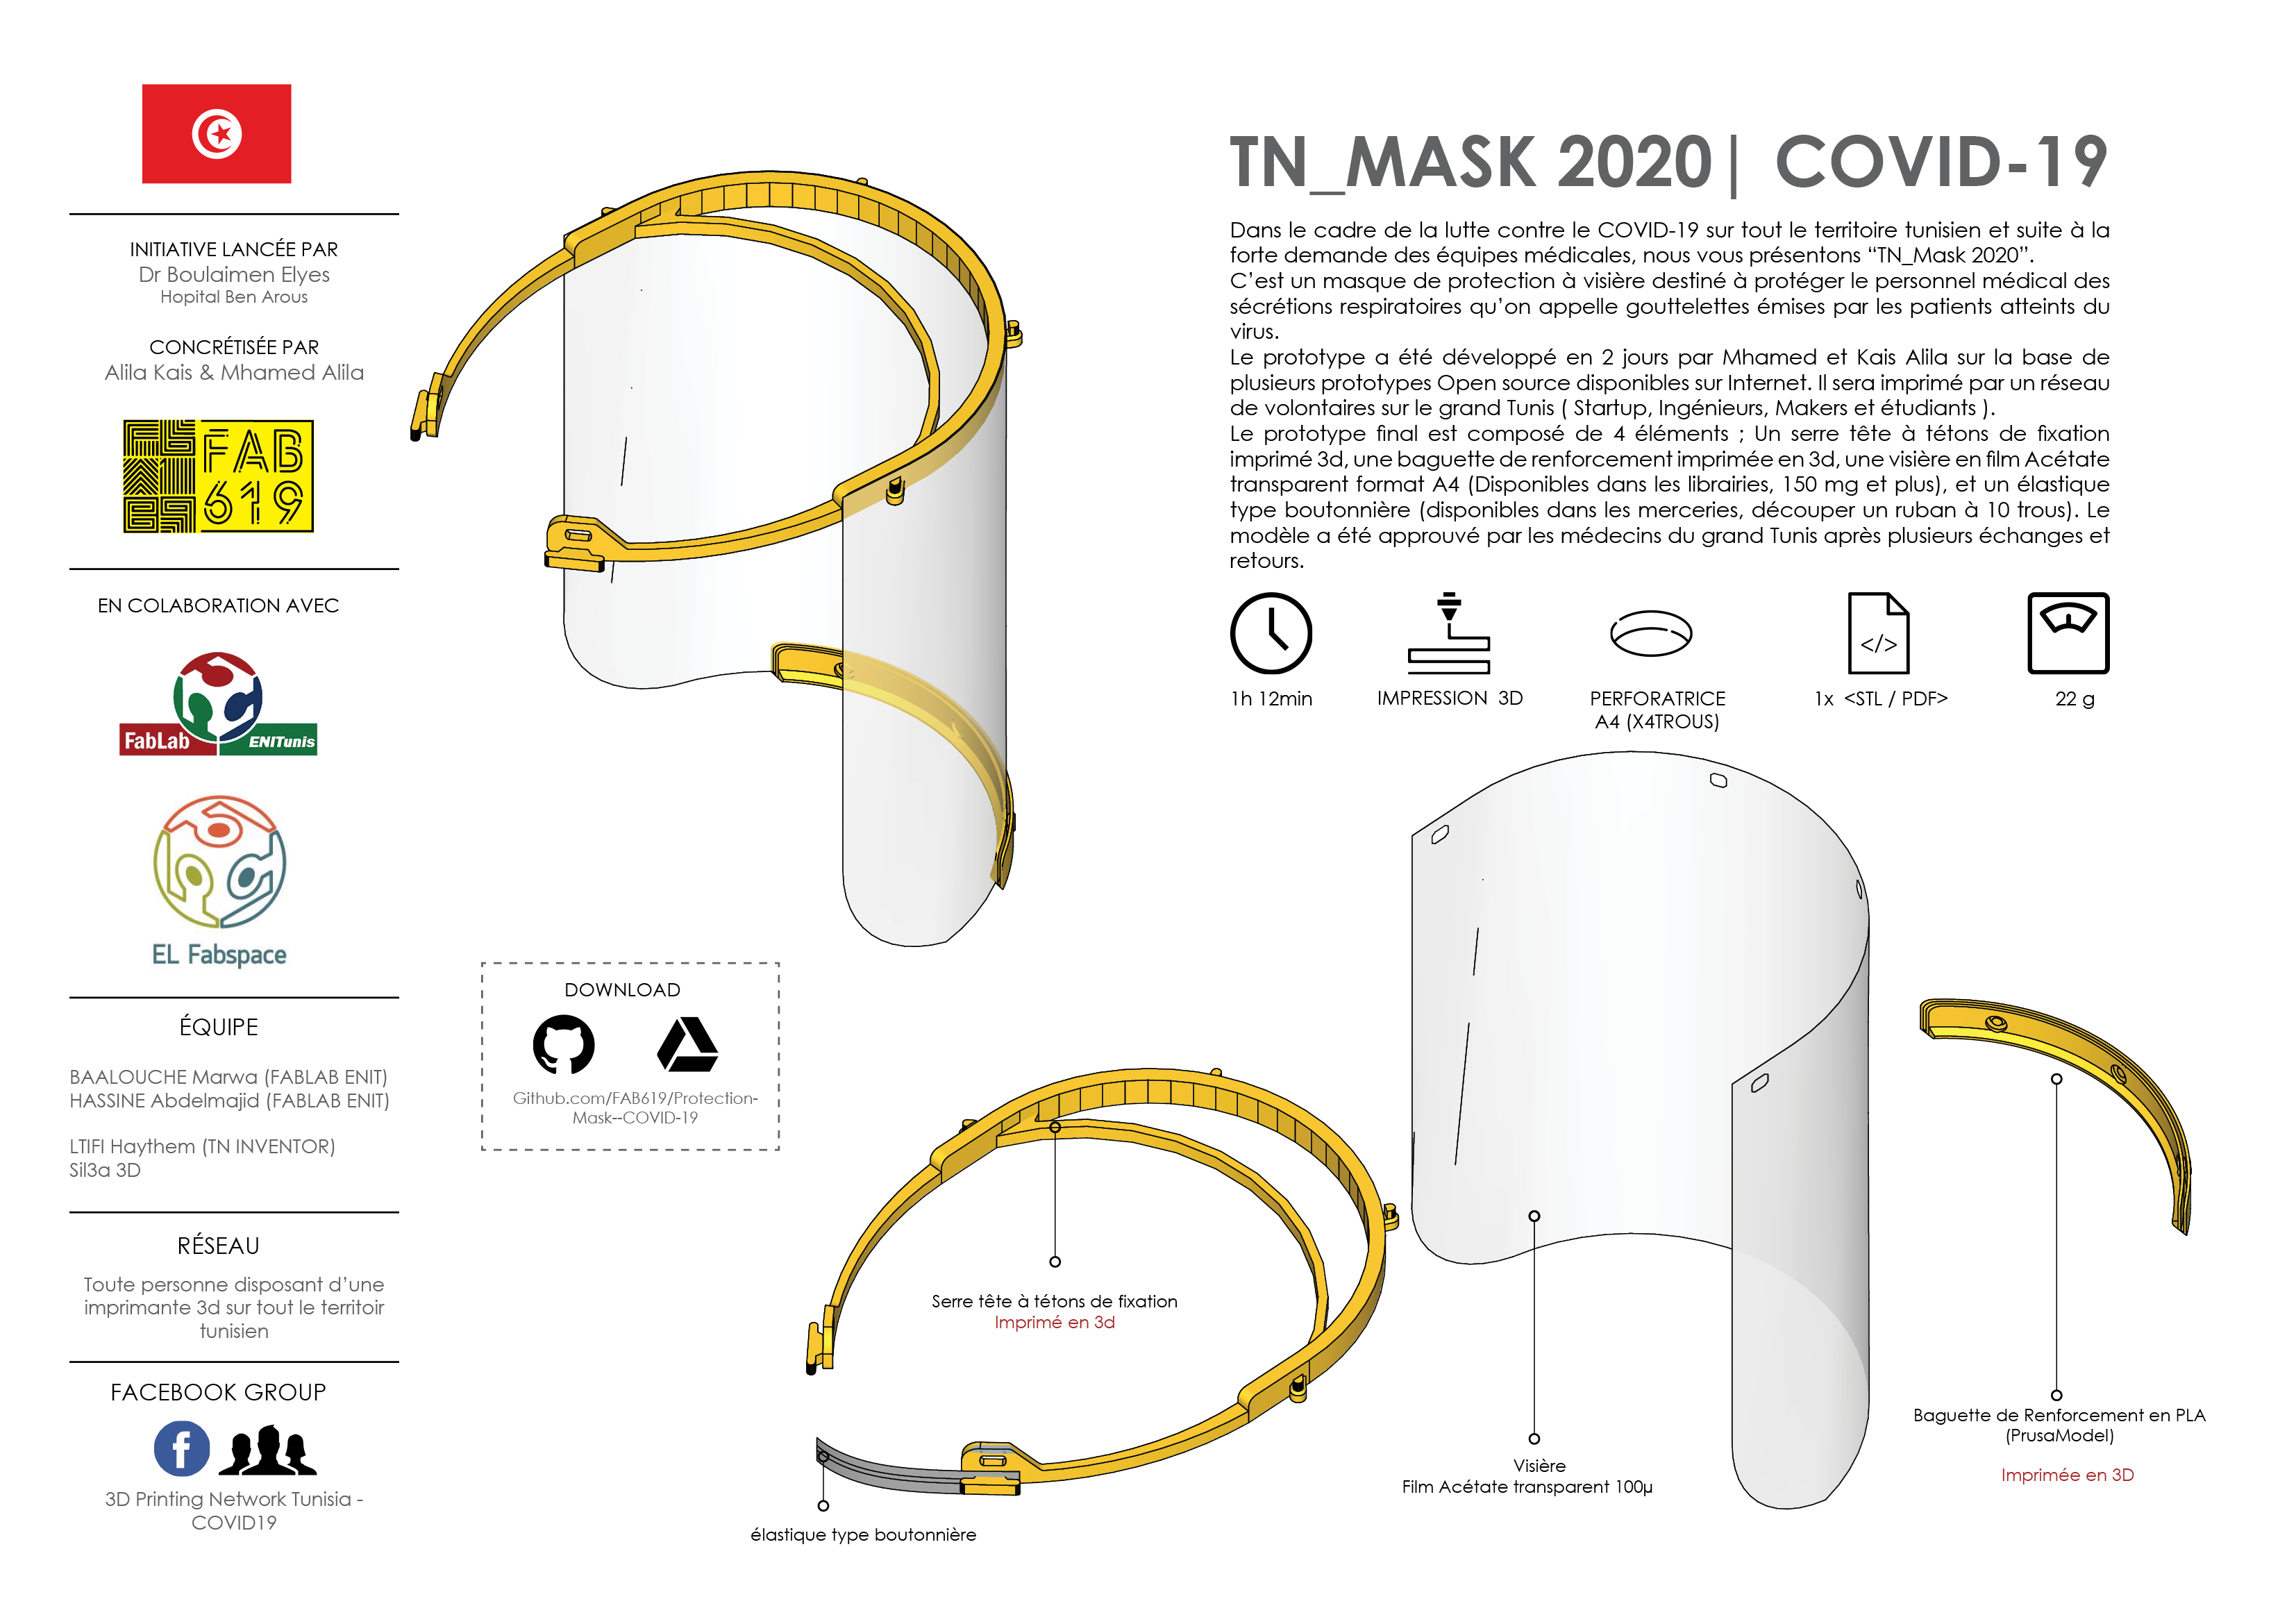 INITIATIVE LANCÉE PAR
Dr Boulaimen Elyes
Hopital Ben Arous
CONCRÉTISÉE PAR
Alila Kais & Mhamed Alila
FAB
619
EN COLABORATION AVEC
FabLab ENITunis
EL Fabspace
ÉQUIPE
BAALOUCHE Marwa (FABLAB ENIT)
HASSINE Abdelmajid (FABLAB ENIT)
LTIFI Haythem (TN INVENTOR)
Sil3a 3D
RÉSEAU
Toute personne disposant d’une
imprimante 3d sur tout le territoir
tunisien
FACEBOOK GROUP
3D Printing Network Tunisia -
COVID19
DOWNLOAD
Github.com/FAB619/Protection-
Mask--COVID-19
TN_MASK 2020| COVID-19
Dans le cadre de la lutte contre le COVID-19 sur tout le territoire tunisien et suite à la
forte demande des équipes médicales, nous vous présentons “TN_Mask 2020”.
C’est un masque de protection à visière destiné à protéger le personnel médical des
sécrétions respiratoires qu’on appelle gouttelettes émises par les patients atteints du
virus.
Le prototype a été développé en 2 jours par Mhamed et Kais Alila sur la base de
plusieurs prototypes Open source disponibles sur Internet. Il sera imprimé par un réseau
de volontaires sur le grand Tunis ( Startup, Ingénieurs, Makers et étudiants ).
Le prototype final est composé de 4 éléments ; Un serre tête à tétons de fixation
imprimé 3d, une baguette de renforcement imprimée en 3d, une visière en film Acétate
transparent format A4 (Disponibles dans les librairies, 150 mg et plus), et un élastique
type boutonnière (disponibles dans les merceries, découper un ruban à 10 trous). Le
modèle a été approuvé par les médecins du grand Tunis après plusieurs échanges et
retours.
</>
1h 12min
IMPRESSION 3D
PERFORATRICE
A4 (X4TROUS)
1x <STL / PDF>
22 g
Serre tête à tétons de fixation
Imprimé en 3d
élastique type boutonnière
Visière
Film Acétate transparent 100µ
Baguette de Renforcement en PLA
(PrusaModel)
Imprimée en 3D